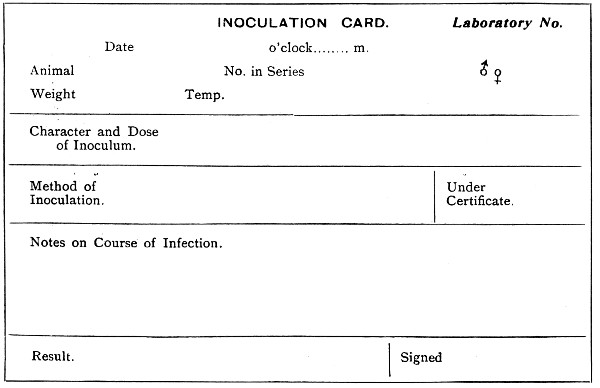 INOCULATION CARD. Laboratory No.
Date o'clock........ m.
Animal No. in Series ♂ ♀
Weight Temp.
Character and Dose
of Inoculum.
Method of
Inoculation.
Under
Certificate.
Notes on Course of Infection.
Result. Signed